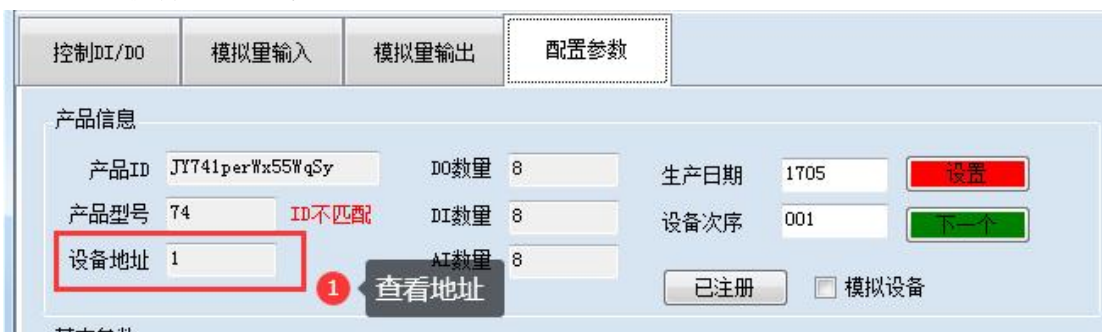 控制DI/DO 模拟量输入 模拟量输出 配置参数
产品信息
产品ID JY741perWx55WqSy DO数量 8 生产日期 1705 设置
产品型号 74 ID不匹配 DI数量 8 设备次序 001 下一个
设备地址 1 AI数量 8
1 查看地址 已注册 模拟设备